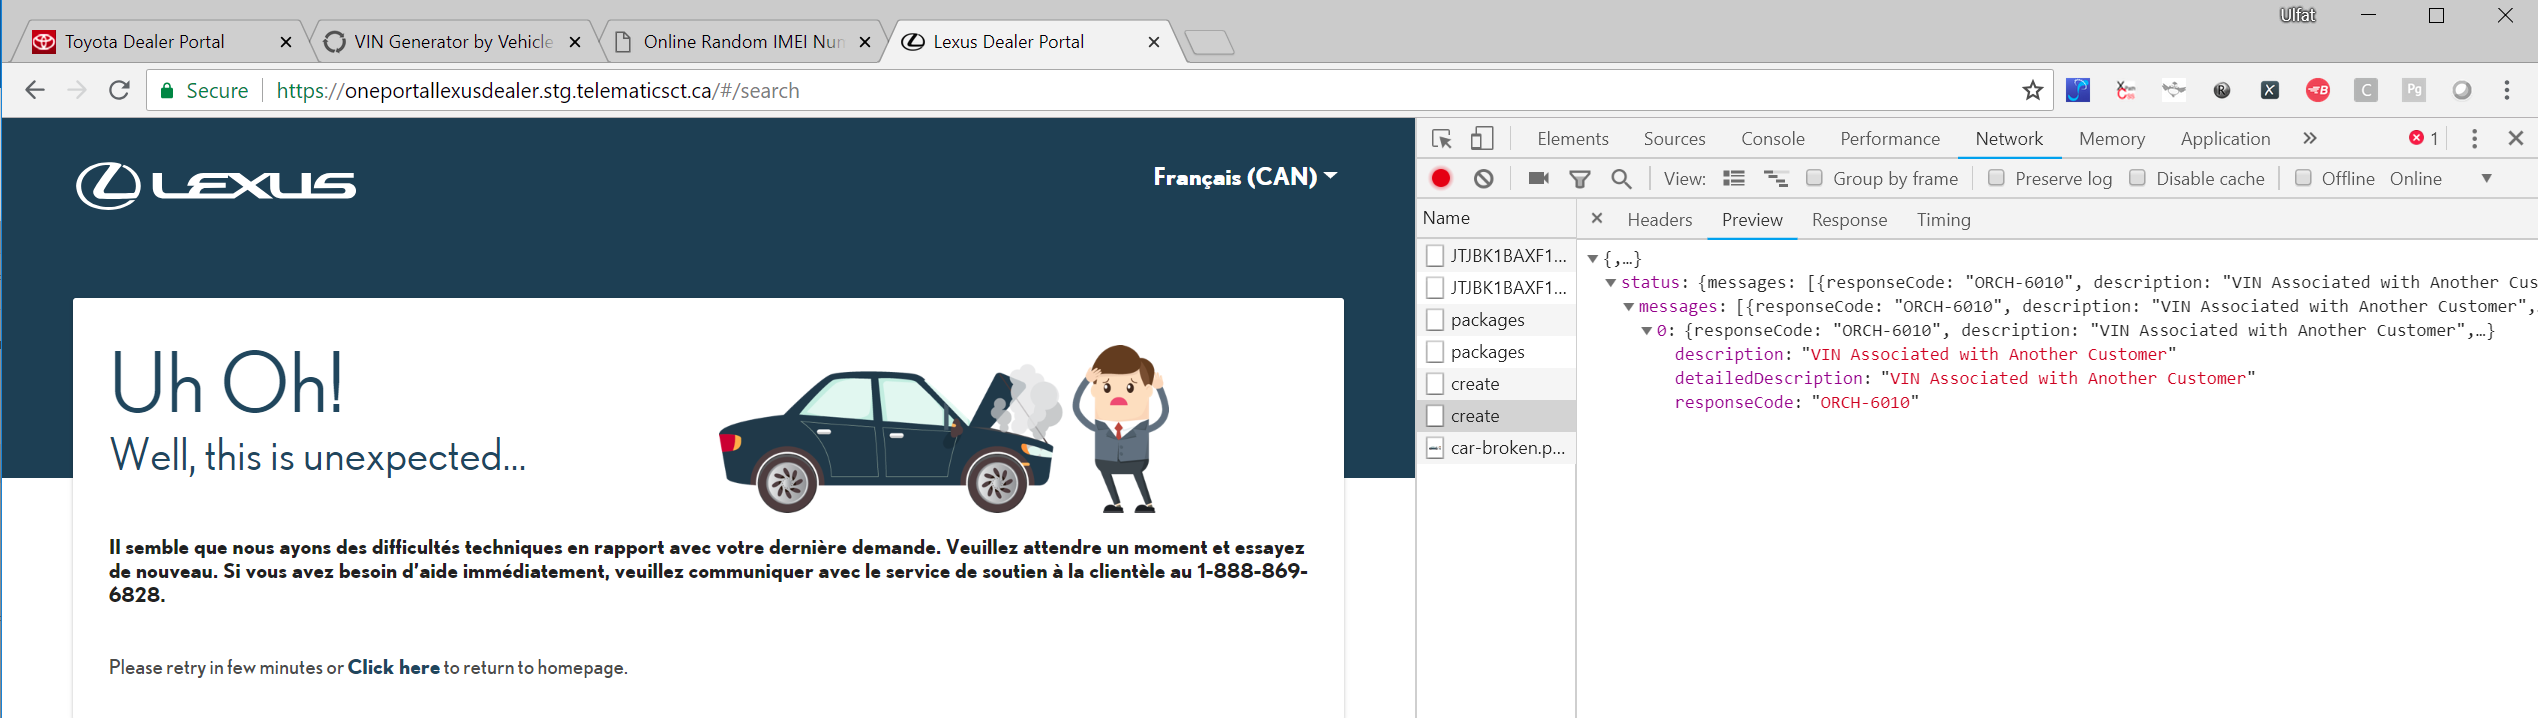 Ulfat
Toyota Dealer Portal
VIN Generator by Vehicle
Online Random IMEI Nun
Lexus Dealer Portal
Secure
https://oneportallexusdealer.stg.telematicsct.ca/#/search
LEXUS
Français (CAN)
Uh Oh!
Well, this is unexpected...
Il semble que nous ayons des difficultés techniques en rapport avec votre dernière demande. Veuillez attendre un moment et essayez
de nouveau. Si vous avez besoin d'aide immédiatement, veuillez communiquer avec le service de soutien à la clientèle au 1-888-869-
6828.
Please retry in few minutes or Click here to return to homepage.
Elements Sources Console Performance Network Memory Application » 1
View: Group by frame Preserve log Disable cache Offline Online
Name
JTJBK1BAXF1...
JTJBK1BAXF1...
packages
packages
create
create
car-broken.p...
Headers Preview Response Timing
{,…}
status: {messages: [{responseCode: "ORCH-6010", description: "VIN Associated with Another Cus
messages: [{responseCode: "ORCH-6010", description: "VIN Associated with Another Customer",
0: {responseCode: "ORCH-6010", description: "VIN Associated with Another Customer",…}
description: "VIN Associated with Another Customer"
detailedDescription: "VIN Associated with Another Customer"
responseCode: "ORCH-6010"